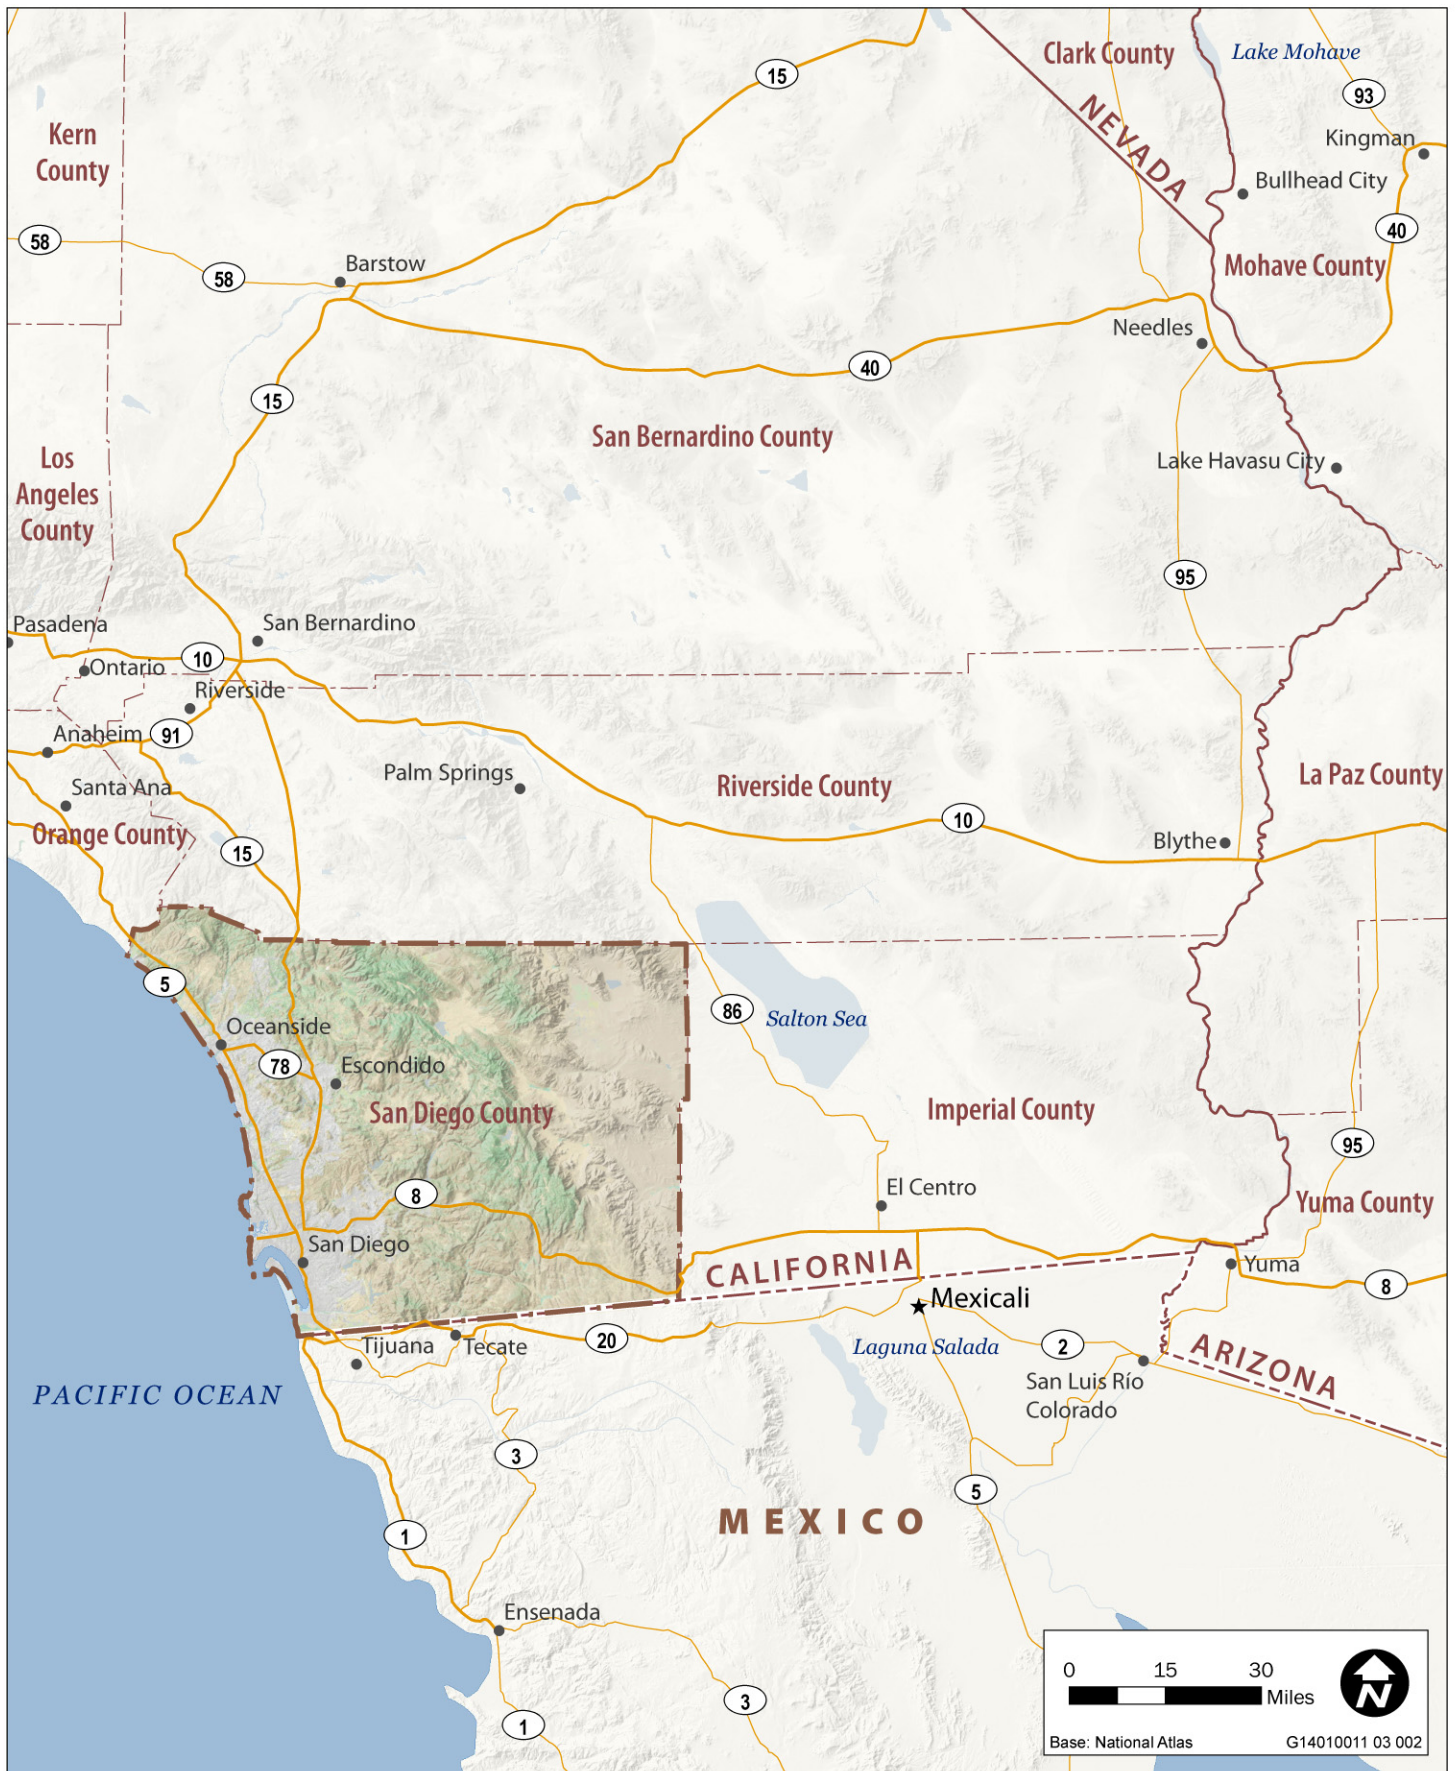 Clark County
Lake Mohave
15
93
NEVADA
Kern
County
Kingman
Bullhead City
58
40
58
Barstow
Mohave County
Needles
40
15
San Bernardino County
Los
Angeles
County
Lake Havasu City
95
Pasadena
San Bernardino
10
Ontario
Riverside
Anaheim
91
Palm Springs
Riverside County
La Paz County
Santa Ana
Orange County
10
Blythe
15
5
86
Salton Sea
Oceanside
78
Escondido
San Diego County
Imperial County
95
8
El Centro
Yuma County
San Diego
CALIFORNIA
Yuma
8
Mexicali
Tijuana
Tecate
20
Laguna Salada
2
ARIZONA
San Luis Río
Colorado
PACIFIC OCEAN
3
5
MEXICO
1
Ensenada
3
1
0 15 30
Miles
N
Base: National Atlas
G14010011 03 002